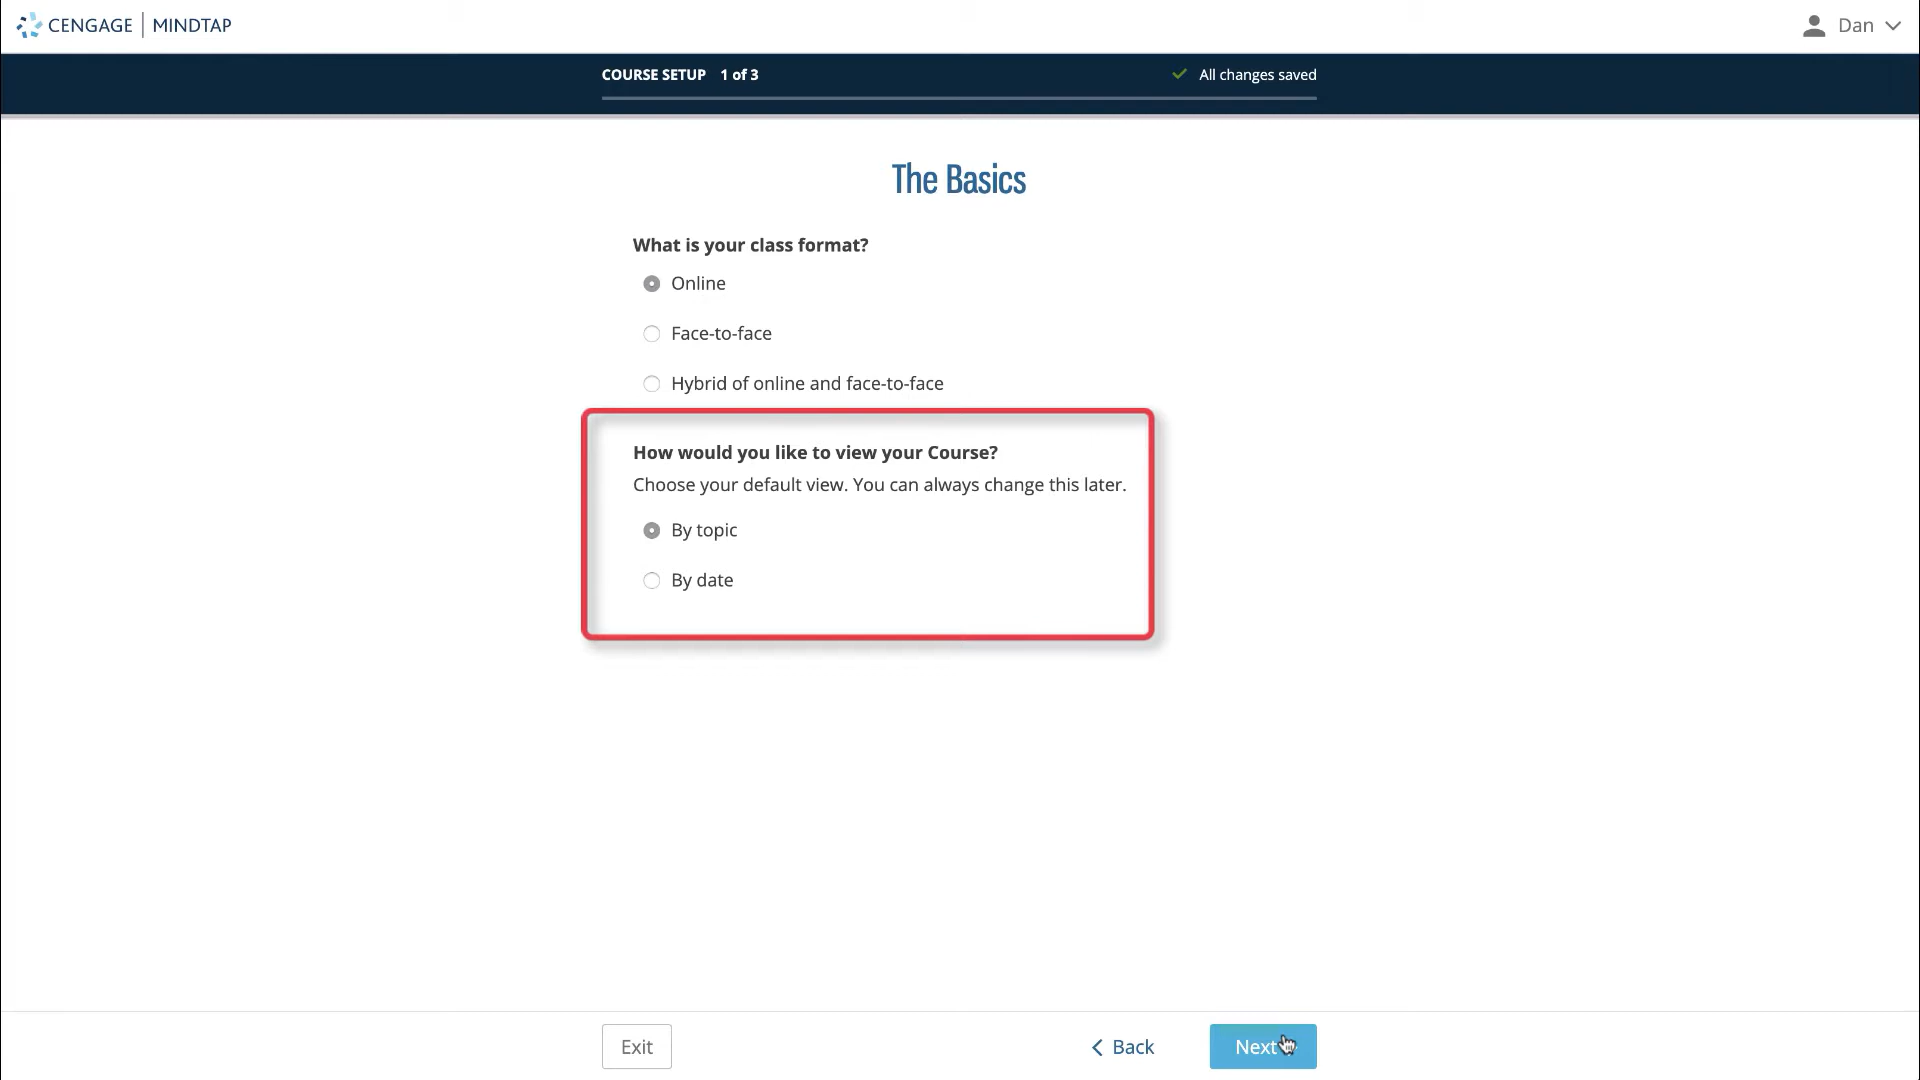 CENGAGE | MINDTAP
Dan
COURSE SETUP 1 of 3
All changes saved
The Basics
What is your class format?
Online
Face-to-face
Hybrid of online and face-to-face
How would you like to view your Course?
Choose your default view. You can always change this later.
By topic
By date
Exit
Back
Next